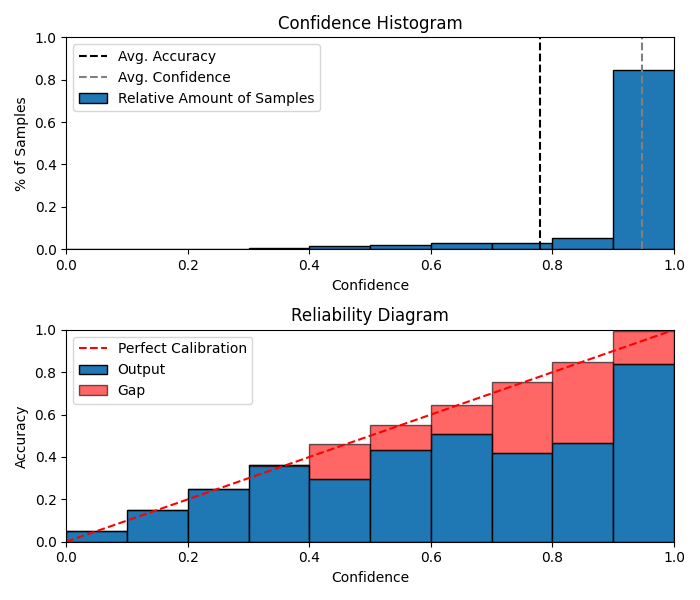 Confidence Histogram
1.0
0.8
0.6
0.4
0.2
0.0
% of Samples
Avg. Accuracy
Avg. Confidence
Relative Amount of Samples
0.0 0.2 0.4 0.6 0.8 1.0
Confidence
Reliability Diagram
1.0
0.8
0.6
0.4
0.2
0.0
Accuracy
Perfect Calibration
Output
Gap
0.0 0.2 0.4 0.6 0.8 1.0
Confidence